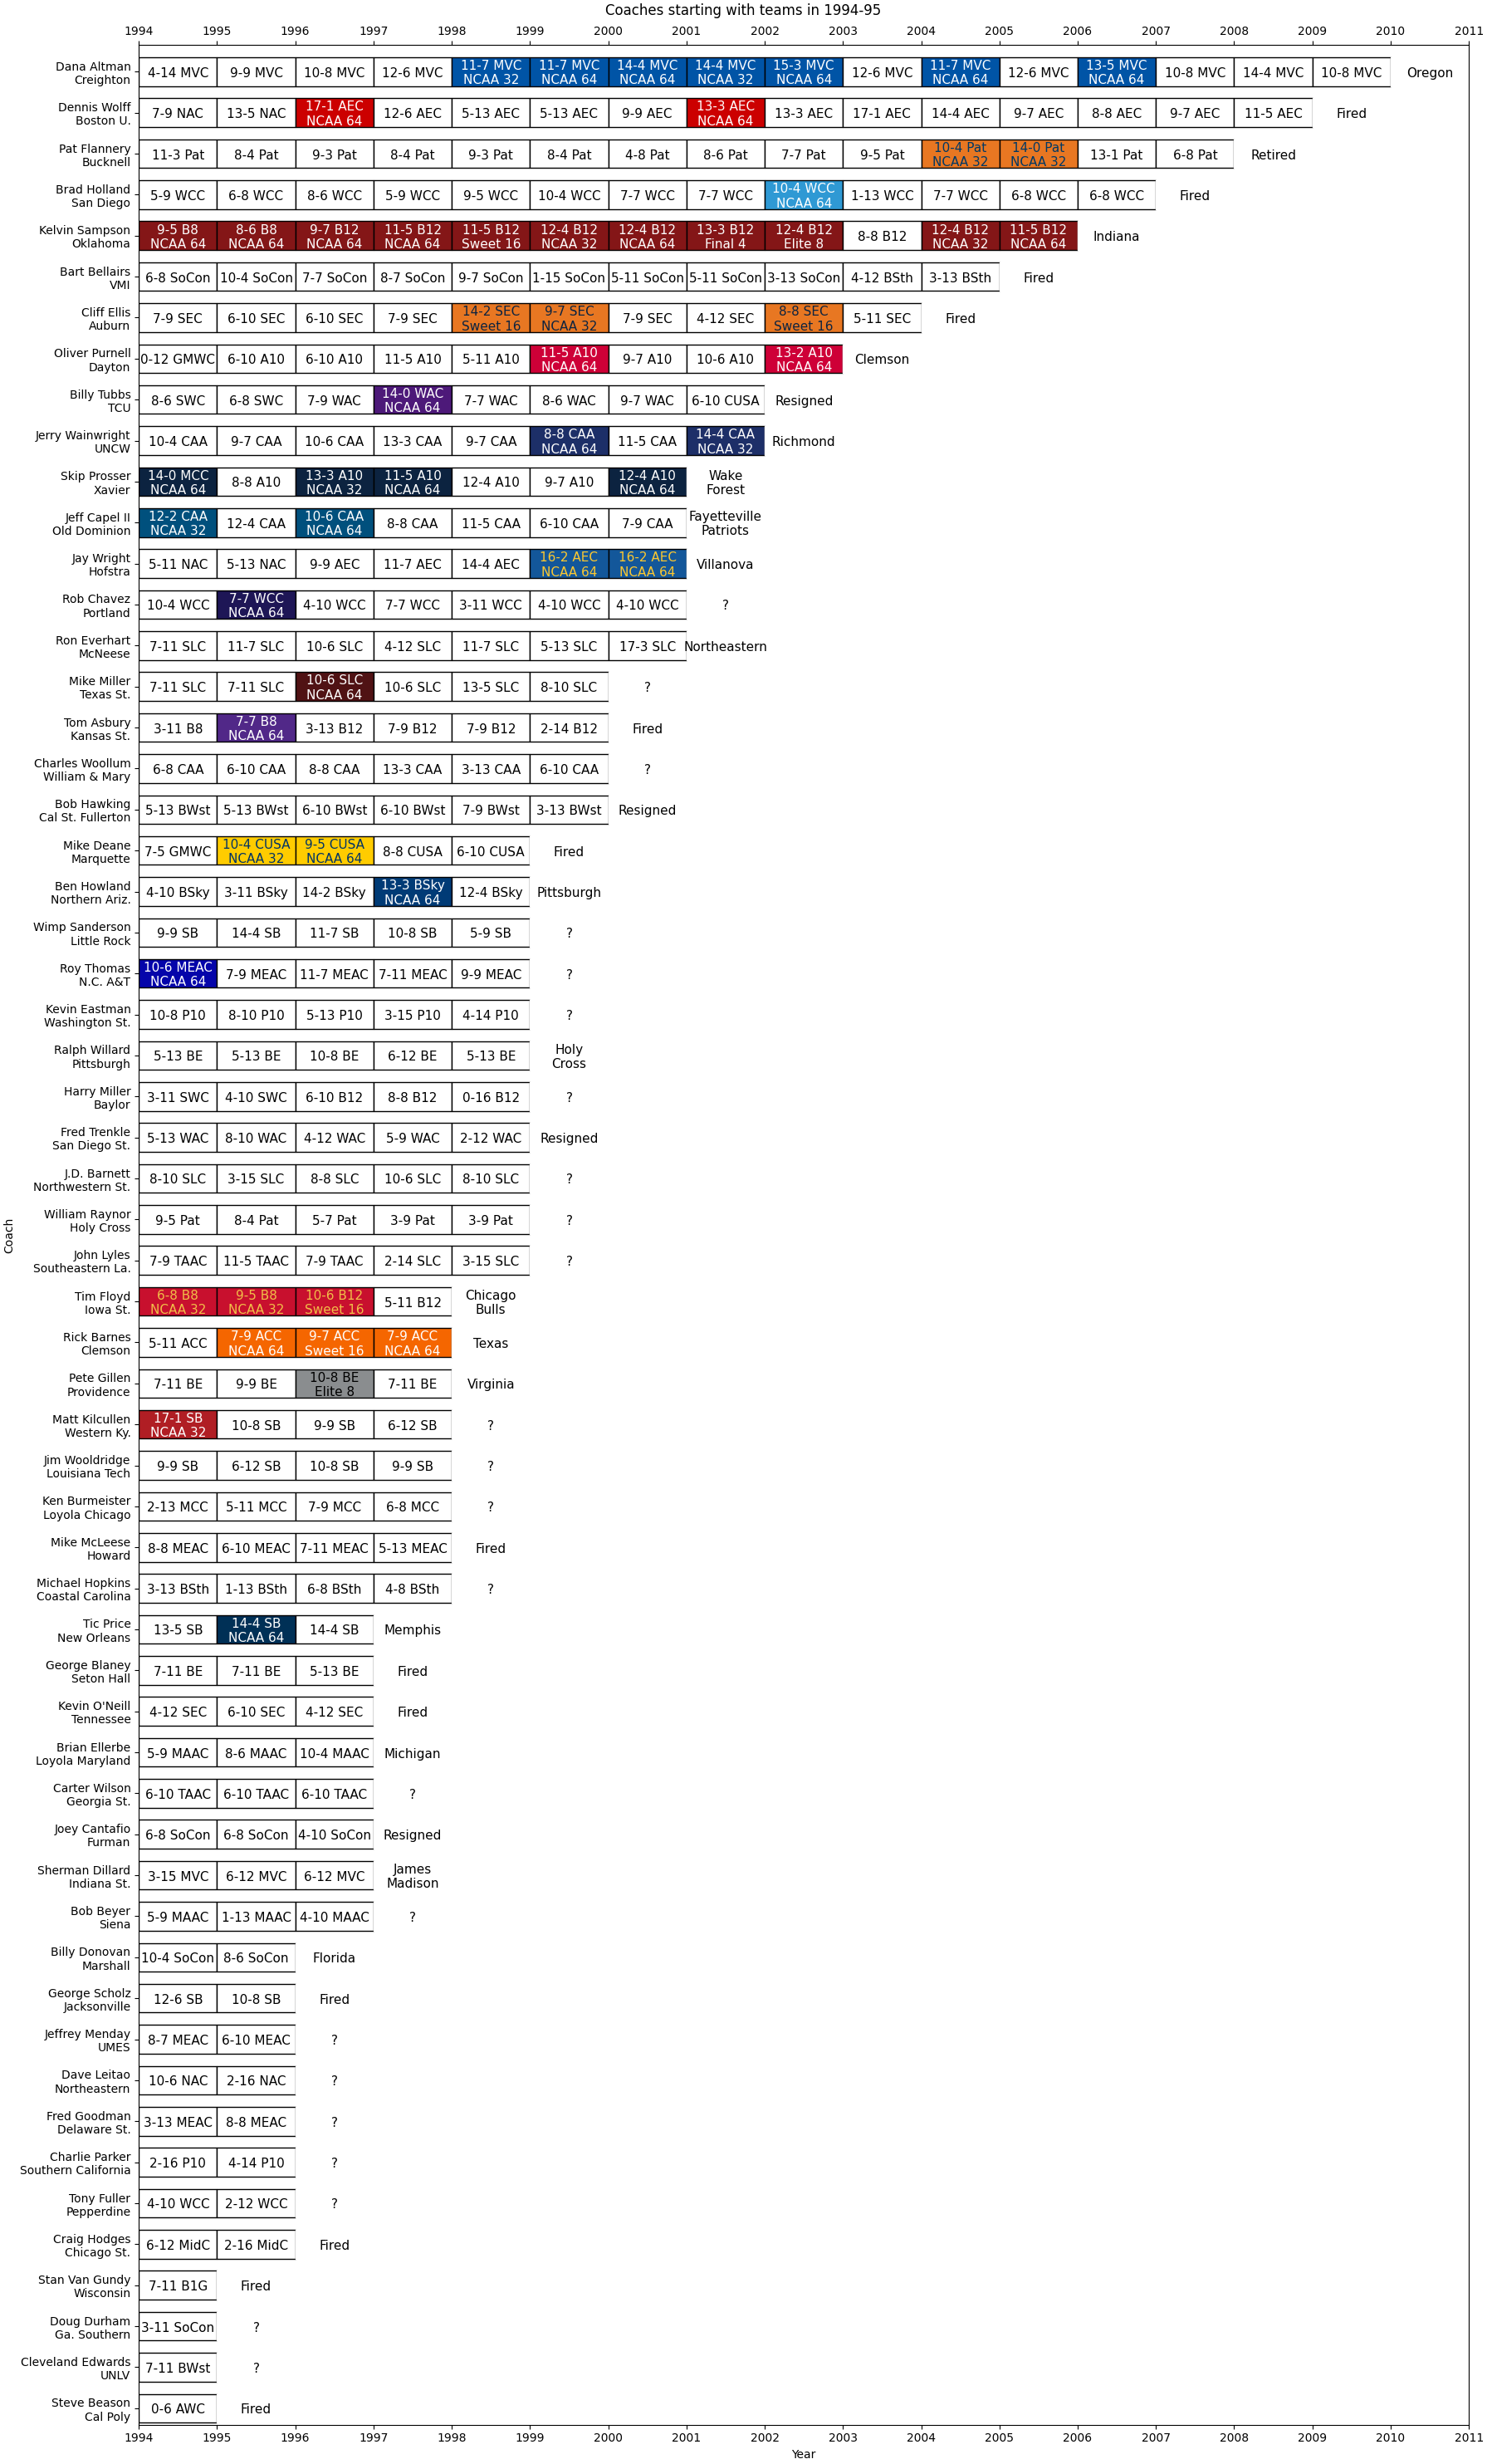 Coaches starting with teams in 1994-95
1994 1995 1996 1997 1998 1999 2000 2001 2002 2003 2004 2005 2006 2007 2008 2009 2010 2011
Dana Altman 4-14 MVC 9-9 MVC 10-8 MVC 12-6 MVC 11-7 MVC 11-7 MVC 14-4 MVC 14-4 MVC 15-3 MVC 12-6 MVC 11-7 MVC 12-6 MVC 13-5 MVC 10-8 MVC 14-4 MVC 10-8 MVC Oregon
Creighton NCAA 32 NCAA 64 NCAA 64 NCAA 32 NCAA 64 NCAA 64 NCAA 64
Dennis Wolff 7-9 NAC 13-5 NAC 17-1 AEC 12-6 AEC 5-13 AEC 5-13 AEC 9-9 AEC 13-3 AEC 13-3 AEC 17-1 AEC 14-4 AEC 9-7 AEC 8-8 AEC 9-7 AEC 11-5 AEC Fired
Boston U. NCAA 64 NCAA 64
Pat Flannery 11-3 Pat 8-4 Pat 9-3 Pat 8-4 Pat 9-3 Pat 8-4 Pat 4-8 Pat 8-6 Pat 7-7 Pat 9-5 Pat 10-4 Pat 14-0 Pat 13-1 Pat 6-8 Pat Retired
Bucknell NCAA 32 NCAA 32
Brad Holland 5-9 WCC 6-8 WCC 8-6 WCC 5-9 WCC 9-5 WCC 10-4 WCC 7-7 WCC 7-7 WCC 10-4 WCC 1-13 WCC 7-7 WCC 6-8 WCC 6-8 WCC Fired
San Diego NCAA 64
Kelvin Sampson 9-5 B8 8-6 B8 9-7 B12 11-5 B12 11-5 B12 12-4 B12 12-4 B12 13-3 B12 12-4 B12 8-8 B12 12-4 B12 11-5 B12 Indiana
Oklahoma NCAA 64 NCAA 64 NCAA 64 NCAA 64 Sweet 16 NCAA 32 NCAA 64 Final 4 Elite 8 NCAA 32 NCAA 64
Bart Bellairs 6-8 SoCon 10-4 SoCon 7-7 SoCon 8-7 SoCon 9-7 SoCon 1-15 SoCon 5-11 SoCon 5-11 SoCon 3-13 SoCon 4-12 BSth 3-13 BSth Fired
VMI
Cliff Ellis 7-9 SEC 6-10 SEC 6-10 SEC 7-9 SEC 14-2 SEC 9-7 SEC 7-9 SEC 4-12 SEC 8-8 SEC 5-11 SEC Fired
Auburn Sweet 16 NCAA 32 Sweet 16
Oliver Purnell 0-12 GMWC 6-10 A10 6-10 A10 11-5 A10 5-11 A10 11-5 A10 9-7 A10 10-6 A10 13-2 A10 Clemson
Dayton NCAA 64 NCAA 64
Billy Tubbs 8-6 SWC 6-8 SWC 7-9 WAC 14-0 WAC 7-7 WAC 8-6 WAC 9-7 WAC 6-10 CUSA Resigned
TCU NCAA 64
Jerry Wainwright 10-4 CAA 9-7 CAA 10-6 CAA 13-3 CAA 9-7 CAA 8-8 CAA 11-5 CAA 14-4 CAA Richmond
UNCW NCAA 64 NCAA 32
Skip Prosser 14-0 MCC 8-8 A10 13-3 A10 11-5 A10 12-4 A10 9-7 A10 12-4 A10 Wake
Xavier NCAA 64 NCAA 32 NCAA 64 NCAA 64 Forest
Jeff Capel II 12-2 CAA 12-4 CAA 10-6 CAA 8-8 CAA 11-5 CAA 6-10 CAA 7-9 CAA Fayetteville
Old Dominion NCAA 32 NCAA 64 Patriots
Jay Wright 5-11 NAC 5-13 NAC 9-9 AEC 11-7 AEC 14-4 AEC 16-2 AEC 16-2 AEC Villanova
Hofstra NCAA 64 NCAA 64
Rob Chavez 10-4 WCC 7-7 WCC 4-10 WCC 7-7 WCC 3-11 WCC 4-10 WCC 4-10 WCC ?
Portland NCAA 64
Ron Everhart 7-11 SLC 11-7 SLC 10-6 SLC 4-12 SLC 11-7 SLC 5-13 SLC 17-3 SLC Northeastern
McNeese
Mike Miller 7-11 SLC 7-11 SLC 10-6 SLC 10-6 SLC 13-5 SLC 8-10 SLC ?
Texas St. NCAA 64
Tom Asbury 3-11 B8 7-7 B8 3-13 B12 7-9 B12 7-9 B12 2-14 B12 Fired
Kansas St. NCAA 64
Charles Woollum 6-8 CAA 6-10 CAA 8-8 CAA 13-3 CAA 3-13 CAA 6-10 CAA ?
William & Mary
Bob Hawking 5-13 BWst 5-13 BWst 6-10 BWst 6-10 BWst 7-9 BWst 3-13 BWst Resigned
Cal St. Fullerton
Mike Deane 7-5 GMWC 10-4 CUSA 9-5 CUSA 8-8 CUSA 6-10 CUSA Fired
Marquette NCAA 32 NCAA 64
Ben Howland 4-10 BSky 3-11 BSky 14-2 BSky 13-3 BSky 12-4 BSky Pittsburgh
Northern Ariz. NCAA 64
Wimp Sanderson 9-9 SB 14-4 SB 11-7 SB 10-8 SB 5-9 SB ?
Little Rock
Roy Thomas 10-6 MEAC 7-9 MEAC 11-7 MEAC 7-11 MEAC 9-9 MEAC ?
N.C. A&T NCAA 64
Kevin Eastman 10-8 P10 8-10 P10 5-13 P10 3-15 P10 4-14 P10 ?
Washington St.
Ralph Willard 5-13 BE 5-13 BE 10-8 BE 6-12 BE 5-13 BE Holy
Pittsburgh Cross
Harry Miller 3-11 SWC 4-10 SWC 6-10 B12 8-8 B12 0-16 B12 ?
Baylor
Fred Trenkle 5-13 WAC 8-10 WAC 4-12 WAC 5-9 WAC 2-12 WAC Resigned
San Diego St.
J.D. Barnett 8-10 SLC 3-15 SLC 8-8 SLC 10-6 SLC 8-10 SLC ?
Northwestern St.
William Raynor 9-5 Pat 8-4 Pat 5-7 Pat 3-9 Pat 3-9 Pat ?
Holy Cross
Coach
John Lyles 7-9 TAAC 11-5 TAAC 7-9 TAAC 2-14 SLC 3-15 SLC ?
Southeastern La.
Tim Floyd 6-8 B8 9-5 B8 10-6 B12 5-11 B12 Chicago
Iowa St. NCAA 32 NCAA 32 Sweet 16 Bulls
Rick Barnes 5-11 ACC 7-9 ACC 9-7 ACC 7-9 ACC Texas
Clemson NCAA 64 Sweet 16 NCAA 64
Pete Gillen 7-11 BE 9-9 BE 10-8 BE 7-11 BE Virginia
Providence Elite 8
Matt Kilcullen 17-1 SB 10-8 SB 9-9 SB 6-12 SB ?
Western Ky. NCAA 32
Jim Wooldridge 9-9 SB 6-12 SB 10-8 SB 9-9 SB ?
Louisiana Tech
Ken Burmeister 2-13 MCC 5-11 MCC 7-9 MCC 6-8 MCC ?
Loyola Chicago
Mike McLeese 8-8 MEAC 6-10 MEAC 7-11 MEAC 5-13 MEAC Fired
Howard
Michael Hopkins 3-13 BSth 1-13 BSth 6-8 BSth 4-8 BSth ?
Coastal Carolina
Tic Price 13-5 SB 14-4 SB 14-4 SB Memphis
New Orleans NCAA 64
George Blaney 7-11 BE 7-11 BE 5-13 BE Fired
Seton Hall
Kevin O'Neill 4-12 SEC 6-10 SEC 4-12 SEC Fired
Tennessee
Brian Ellerbe 5-9 MAAC 8-6 MAAC 10-4 MAAC Michigan
Loyola Maryland
Carter Wilson 6-10 TAAC 6-10 TAAC 6-10 TAAC ?
Georgia St.
Joey Cantafio 6-8 SoCon 6-8 SoCon 4-10 SoCon Resigned
Furman
Sherman Dillard 3-15 MVC 6-12 MVC 6-12 MVC James
Indiana St. Madison
Bob Beyer 5-9 MAAC 1-13 MAAC 4-10 MAAC ?
Siena
Billy Donovan 10-4 SoCon 8-6 SoCon Florida
Marshall
George Scholz 12-6 SB 10-8 SB Fired
Jacksonville
Jeffrey Menday 8-7 MEAC 6-10 MEAC ?
UMES
Dave Leitao 10-6 NAC 2-16 NAC ?
Northeastern
Fred Goodman 3-13 MEAC 8-8 MEAC ?
Delaware St.
Charlie Parker 2-16 P10 4-14 P10 ?
Southern California
Tony Fuller 4-10 WCC 2-12 WCC ?
Pepperdine
Craig Hodges 6-12 MidC 2-16 MidC Fired
Chicago St.
Stan Van Gundy 7-11 B1G Fired
Wisconsin
Doug Durham 3-11 SoCon ?
Ga. Southern
Cleveland Edwards 7-11 BWst ?
UNLV
Steve Beason 0-6 AWC Fired
Cal Poly
1994 1995 1996 1997 1998 1999 2000 2001 2002 2003 2004 2005 2006 2007 2008 2009 2010 2011
Year